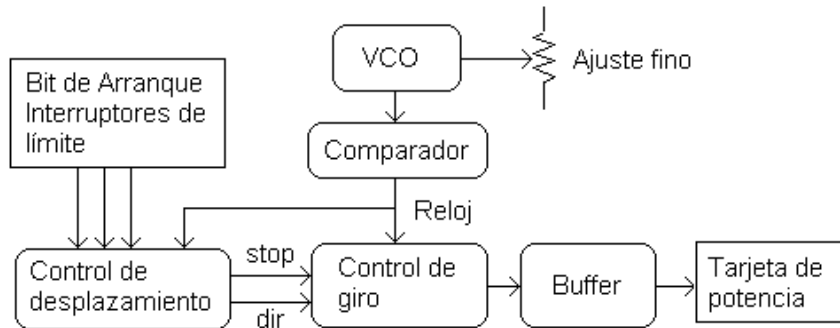 VCO
Ajuste fino
Bit de Arranque
Interruptores de
límite
Comparador
Reloj
Control de
desplazamiento
stop
dir
Control de
giro
Buffer
Tarjeta de
potencia